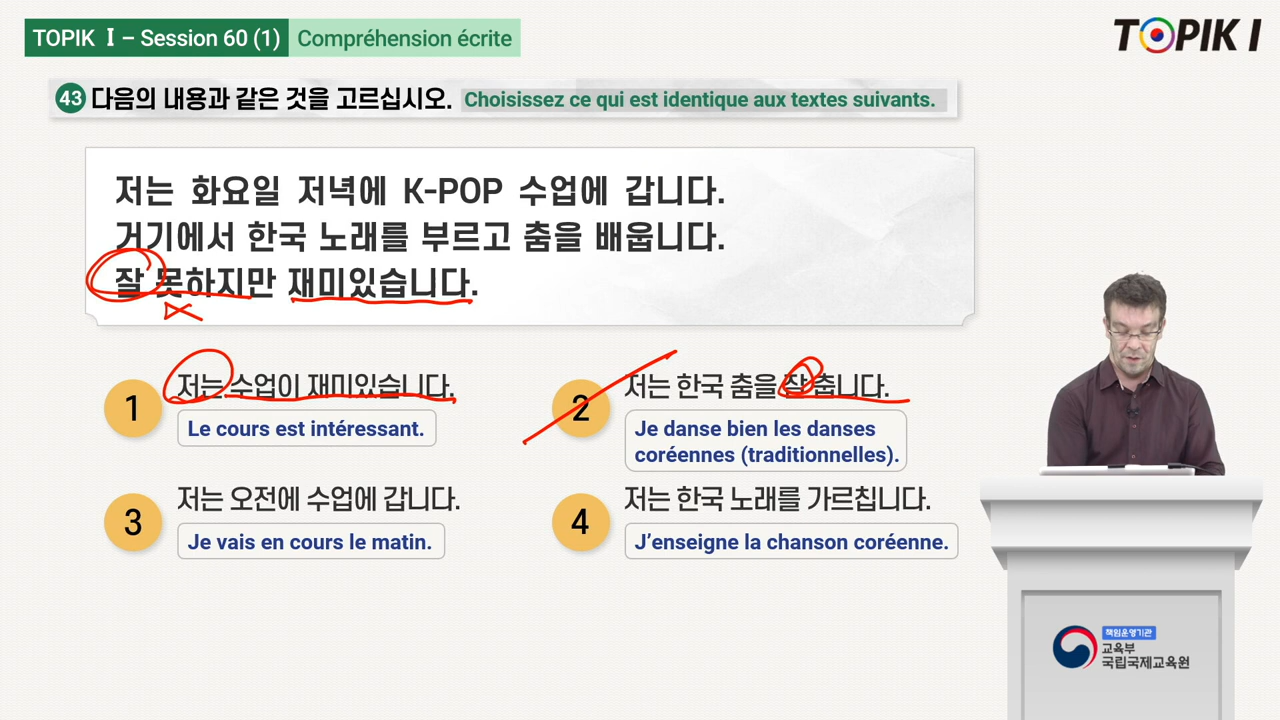 TOPIK I – Session 60 (1) Compréhension écrite
TOPIK I
43 다음의 내용과 같은 것을 고르십시오. Choisissez ce qui est identique aux textes suivants.
저는 화요일 저녁에 K-POP 수업에 갑니다.
거기에서 한국 노래를 부르고 춤을 배웁니다.
잘 못하지만 재미있습니다.
1 저는 수업이 재미있습니다.
Le cours est intéressant.
2 저는 한국 춤을 잘 춥니다.
Je danse bien les danses
coréennes (traditionnelles).
3 저는 오전에 수업에 갑니다.
Je vais en cours le matin.
4 저는 한국 노래를 가르칩니다.
J’enseigne la chanson coréenne.
책임운영기관
교육부
국립국제교육원